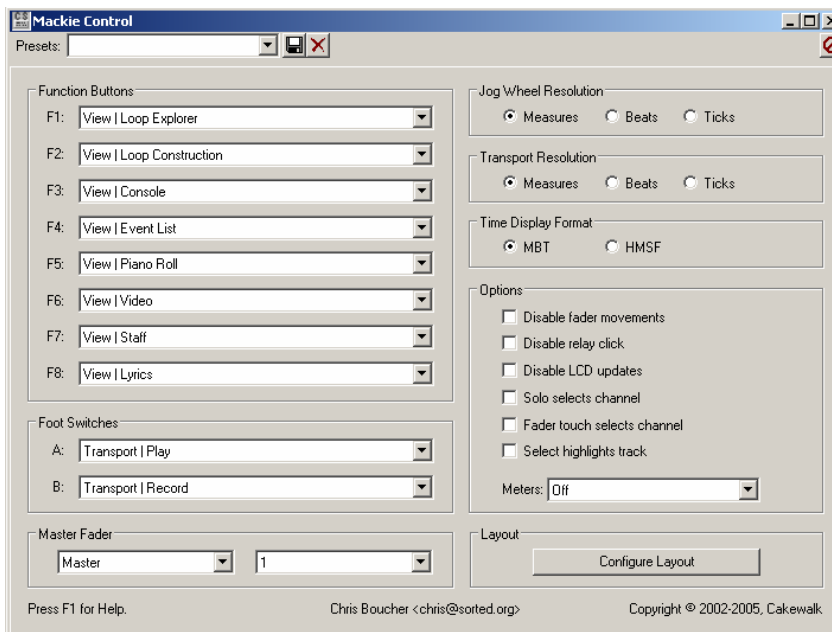 Mackie Control
Presets:
Function Buttons
F1: View | Loop Explorer
F2: View | Loop Construction
F3: View | Console
F4: View | Event List
F5: View | Piano Roll
F6: View | Video
F7: View | Staff
F8: View | Lyrics
Foot Switches
A: Transport | Play
B: Transport | Record
Master Fader
Master 1
Jog Wheel Resolution
Measures Beats Ticks
Transport Resolution
Measures Beats Ticks
Time Display Format
MBT HMSF
Options
Disable fader movements
Disable relay click
Disable LCD updates
Solo selects channel
Fader touch selects channel
Select highlights track
Meters: Off
Layout
Configure Layout
Press F1 for Help. Chris Boucher <chris@sorted.org> Copyright © 2002-2005, Cakewalk